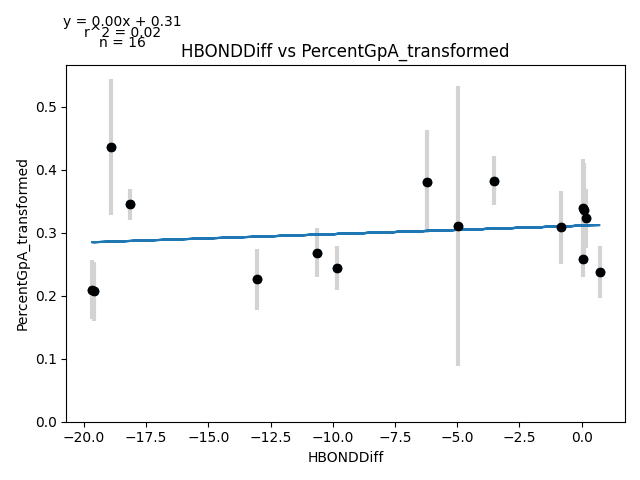 y = 0.00x + 0.31
r^2 = 0.02
n = 16
HBONDDiff vs PercentGpA_transformed
PercentGpA_transformed
0.5
0.4
0.3
0.2
0.1
0.0
−20.0 −17.5 −15.0 −12.5 −10.0 −7.5 −5.0 −2.5 0.0
HBONDDiff